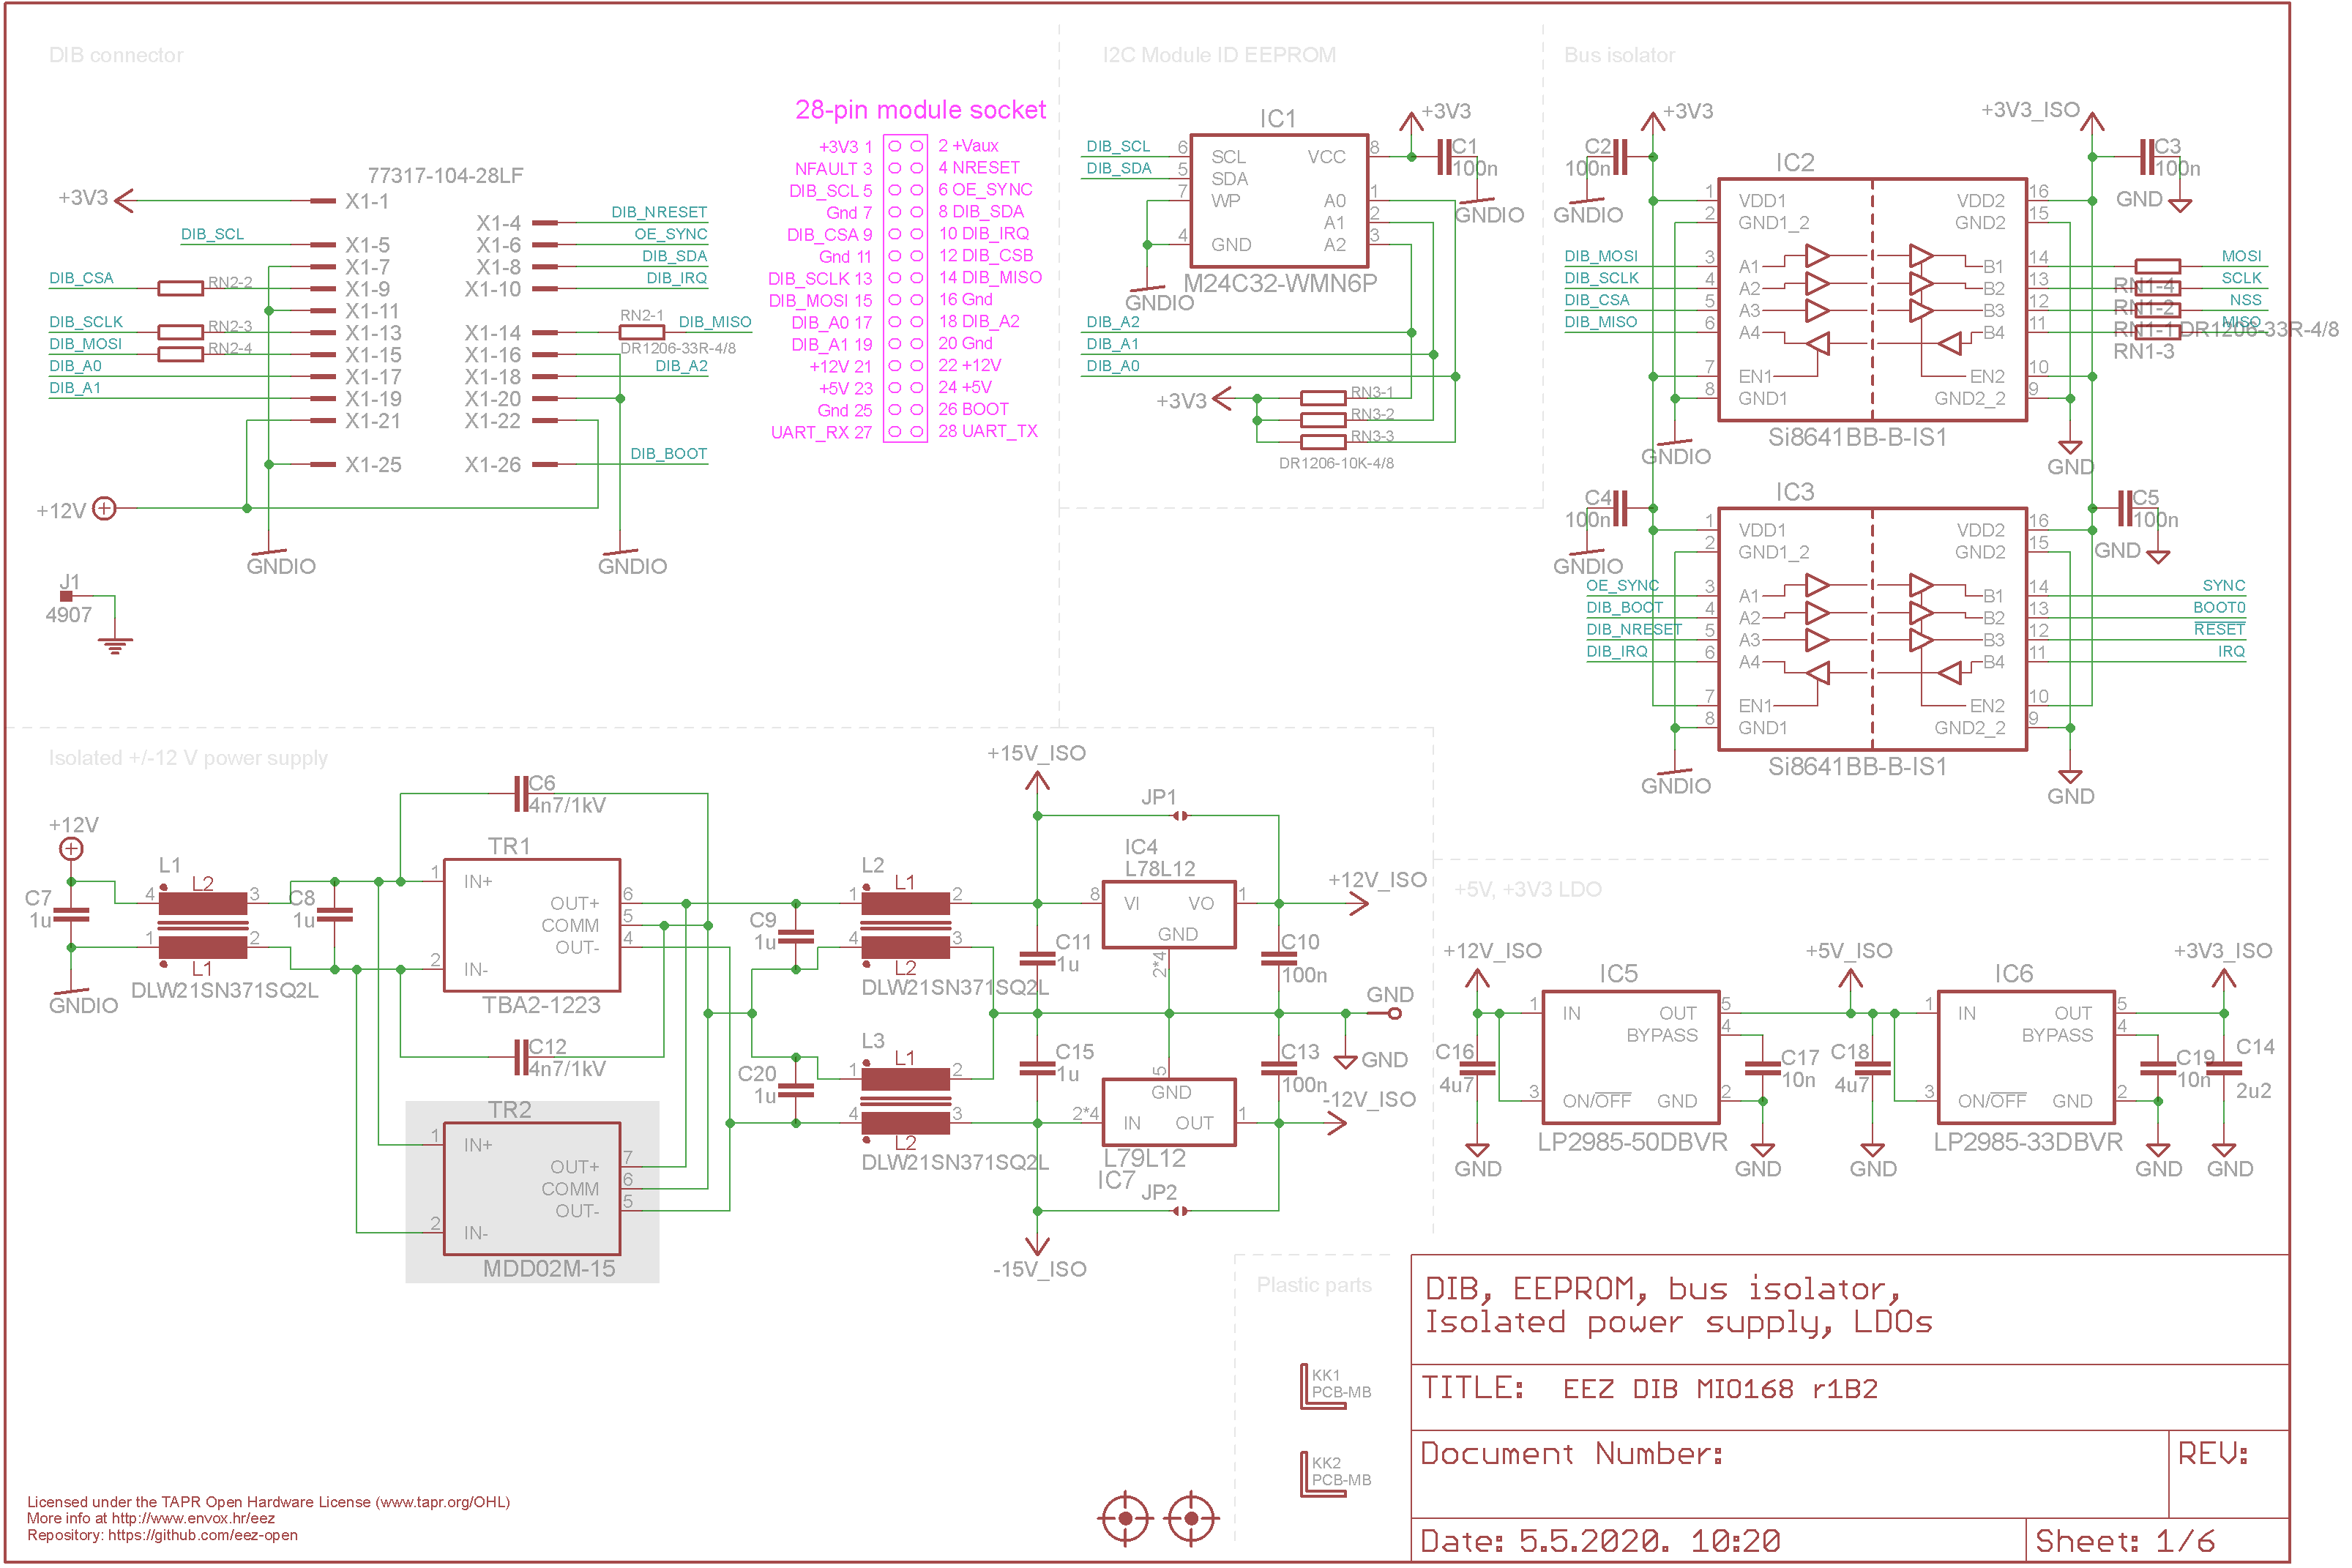 DIB connector
77317-104-28LF
+3V3
X1-1
X1-4
DIB_NRESET
DIB_SCL
X1-5
X1-6
OE_SYNC
X1-7
X1-8
DIB_SDA
DIB_CSA
RN2-2
X1-9
X1-10
DIB_IRQ
X1-11
DIB_SCLK
RN2-3
X1-13
X1-14
RN2-1
DIB_MISO
DR1206-33R-4/8
DIB_MOSI
RN2-4
X1-15
X1-16
DIB_A0
X1-17
X1-18
DIB_A2
DIB_A1
X1-19
X1-20
X1-21
X1-22
X1-25
X1-26
DIB_BOOT
+12V
GNDIO
GNDIO
J1
4907
28-pin module socket
+3V3 1
2 +Vaux
NFAULT 3
4 NRESET
DIB_SCL 5
6 OE_SYNC
Gnd 7
8 DIB_SDA
DIB_CSA 9
10 DIB_IRQ
Gnd 11
12 DIB_CSB
DIB_SCLK 13
14 DIB_MISO
DIB_MOSI 15
16 Gnd
DIB_A0 17
18 DIB_A2
DIB_A1 19
20 Gnd
+12V 21
22 +12V
+5V 23
24 +5V
Gnd 25
26 BOOT
UART_RX 27
28 UART_TX
I2C Module ID EEPROM
IC1
+3V3
DIB_SCL
6
SCL
VCC
8
C1
100n
DIB_SDA
5
SDA
7
WP
A0
1
GNDIO
A1
2
4
GND
A2
3
M24C32-WMN6P
GNDIO
DIB_A2
DIB_A1
DIB_A0
+3V3
RN3-1
RN3-2
RN3-3
DR1206-10K-4/8
Bus isolator
+3V3
+3V3_ISO
C2
100n
GNDIO
IC2
C3
100n
GND
1
VDD1
VDD2
16
2
GND1_2
GND2
15
DIB_MOSI
3
A1
B1
14
MOSI
DIB_SCLK
4
A2
B2
13
RN1-4
SCLK
DIB_CSA
5
A3
B3
12
RN1-2
NSS
DIB_MISO
6
A4
B4
11
RN1-1
DR1206-33R-4/8
MISO
RN1-3
7
EN1
EN2
10
8
GND1
GND2_2
9
Si8641BB-B-IS1
GNDIO
GND
C4
100n
GNDIO
IC3
C5
100n
GND
1
VDD1
VDD2
16
2
GND1_2
GND2
15
OE_SYNC
3
A1
B1
14
SYNC
DIB_BOOT
4
A2
B2
13
BOOT0
DIB_NRESET
5
A3
B3
12
RESET
DIB_IRQ
6
A4
B4
11
IRQ
7
EN1
EN2
10
8
GND1
GND2_2
9
Si8641BB-B-IS1
GNDIO
GND
Isolated +/-12 V power supply
+12V
C7
1u
GNDIO
L1
4
L2
3
1
L1
2
DLW21SN371SQ2L
C8
1u
C6
4n7/1kV
TR1
1
IN+
OUT+
6
COMM
5
OUT-
4
2
IN-
TBA2-1223
C12
4n7/1kV
TR2
1
IN+
OUT+
7
COMM
6
OUT-
5
2
IN-
MDD02M-15
C9
1u
L2
1
L1
2
4
L2
3
DLW21SN371SQ2L
C20
1u
L3
1
L1
2
4
L2
3
DLW21SN371SQ2L
+15V_ISO
JP1
IC4
L78L12
8
VI
VO
1
GND
2*4
+12V_ISO
C11
1u
C10
100n
GND
GND
C15
1u
C13
100n
5
GND
2*4
IN
OUT
1
-12V_ISO
L79L12
IC7
JP2
-15V_ISO
+5V, +3V3 LDO
+12V_ISO
IC5
+5V_ISO
IC6
+3V3_ISO
1
IN
OUT
5
BYPASS
4
3
ON/OFF
GND
2
LP2985-50DBVR
C16
4u7
GND
C17
10n
GND
C18
4u7
GND
1
IN
OUT
5
BYPASS
4
3
ON/OFF
GND
2
LP2985-33DBVR
C19
10n
GND
C14
2u2
GND
Plastic parts
KK1
PCB-MB
KK2
PCB-MB
DIB, EEPROM, bus isolator,
Isolated power supply, LDOs
TITLE: EEZ DIB MIO168 r1B2
Document Number:
REV:
Date: 5.5.2020. 10:20
Sheet: 1/6
Licensed under the TAPR Open Hardware License (www.tapr.org/OHL)
More info at http://www.envox.hr/eez
Repository: https://github.com/eez-open